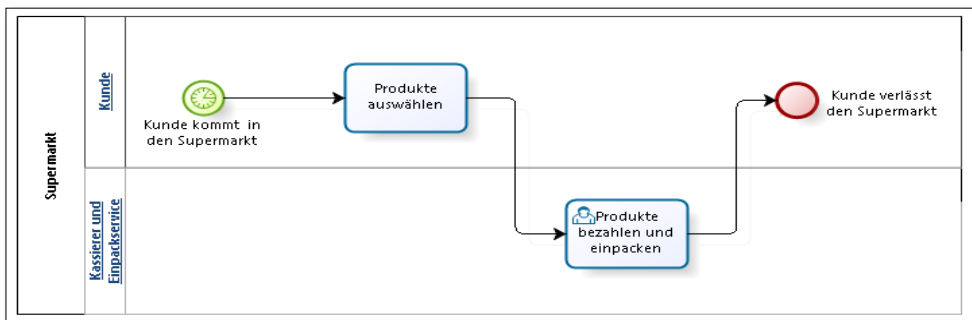 Supermarkt
Kunde
Kunde kommt in
den Supermarkt
Produkte
auswählen
Kunde verlässt
den Supermarkt
Kassierer und
Einpackservice
Produkte
bezahlen und
einpacken